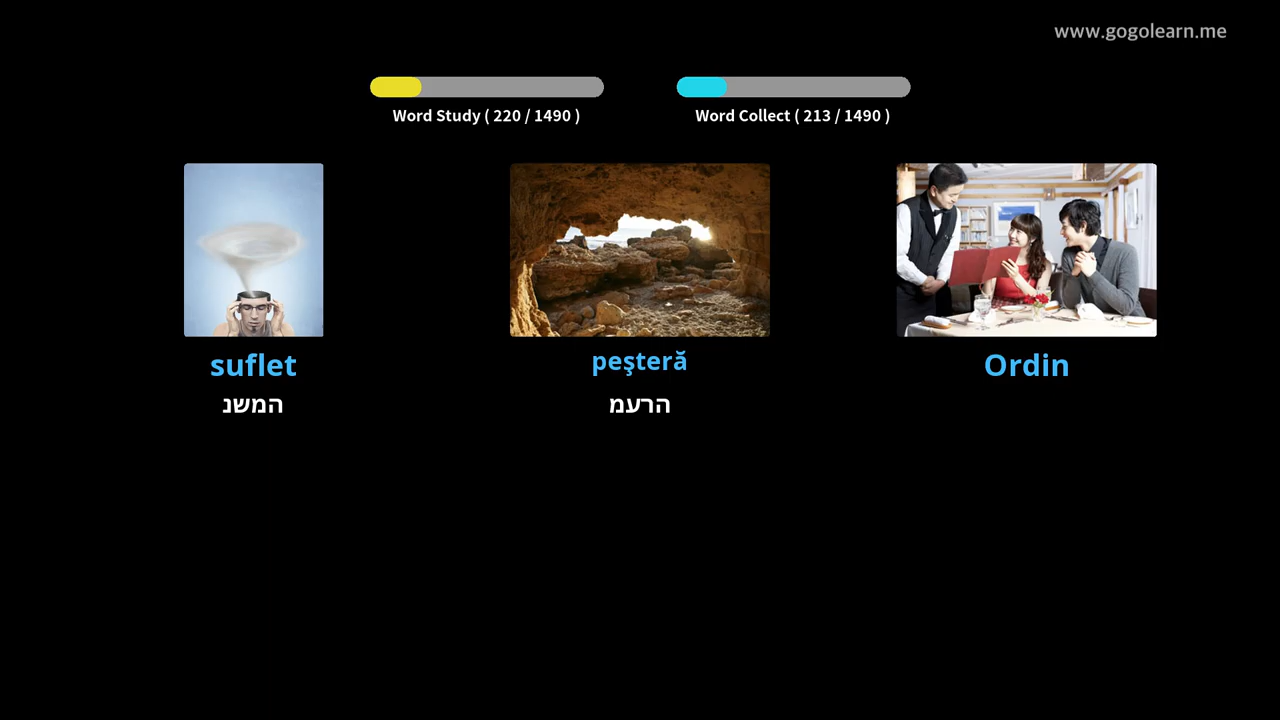 www.gogolearn.me
Word Study ( 220 / 1490 )
Word Collect ( 213 / 1490 )
suflet
peşteră
Ordin
המשנ
הרעמ